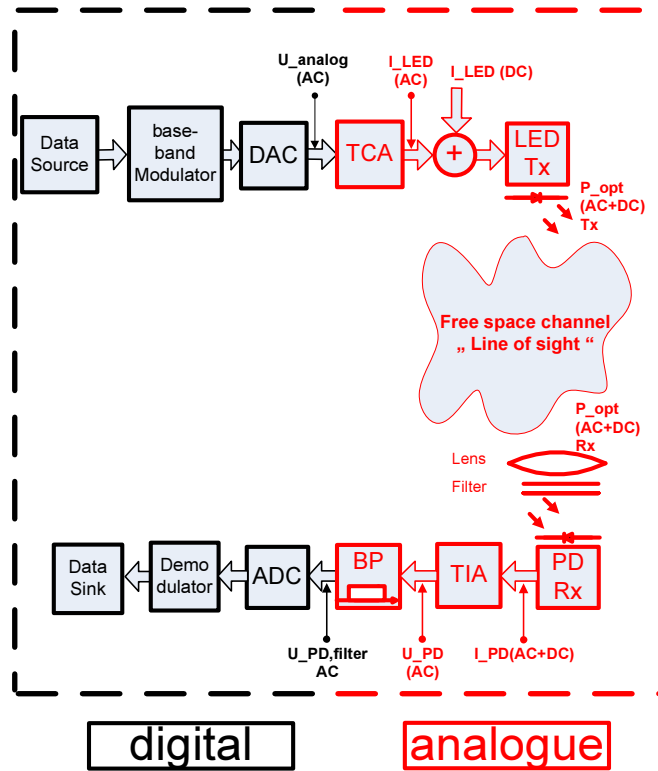 U_analog
(AC)
I_LED
(AC)
I_LED (DC)
Data
Source
base-
band
Modulator
DAC
TCA
+
LED
Tx
P_opt
(AC+DC)
Tx
Free space channel
„ Line of sight “
P_opt
(AC+DC)
Rx
Lens
Filter
Data
Sink
Demo
dulator
ADC
BP
TIA
PD
Rx
U_PD,filter
AC
U_PD
(AC)
I_PD(AC+DC)
digital
analogue